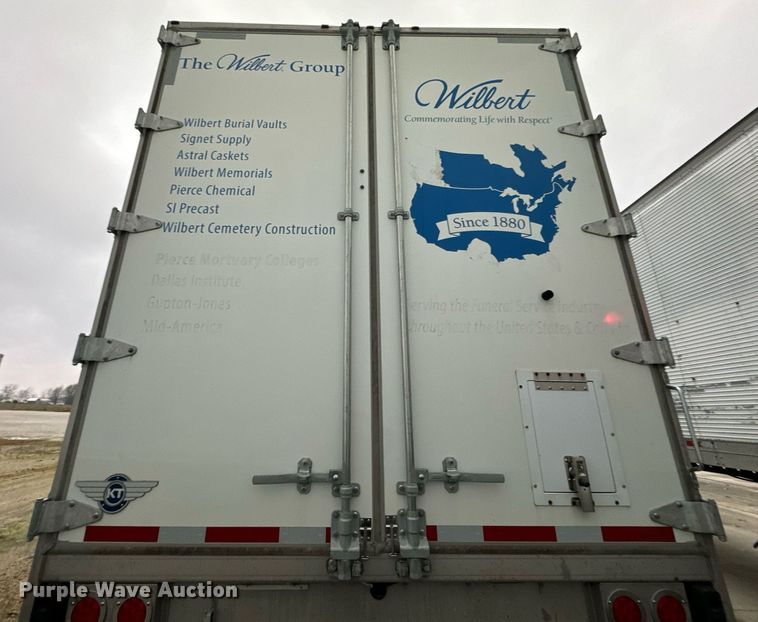 The Wilbert Group
Wilbert Burial Vaults
Signet Supply
Astral Caskets
Wilbert Memorials
Pierce Chemical
SI Precast
Wilbert Cemetery Construction
Pierce Mortuary Colleges
Dallas Institute
Gupton-Jones
Mid-America
Wilbert
Commemorating Life with Respect®
Since 1880
Serving the Funeral Service Industry
Throughout the United States & Canada
KT
Purple Wave Auction